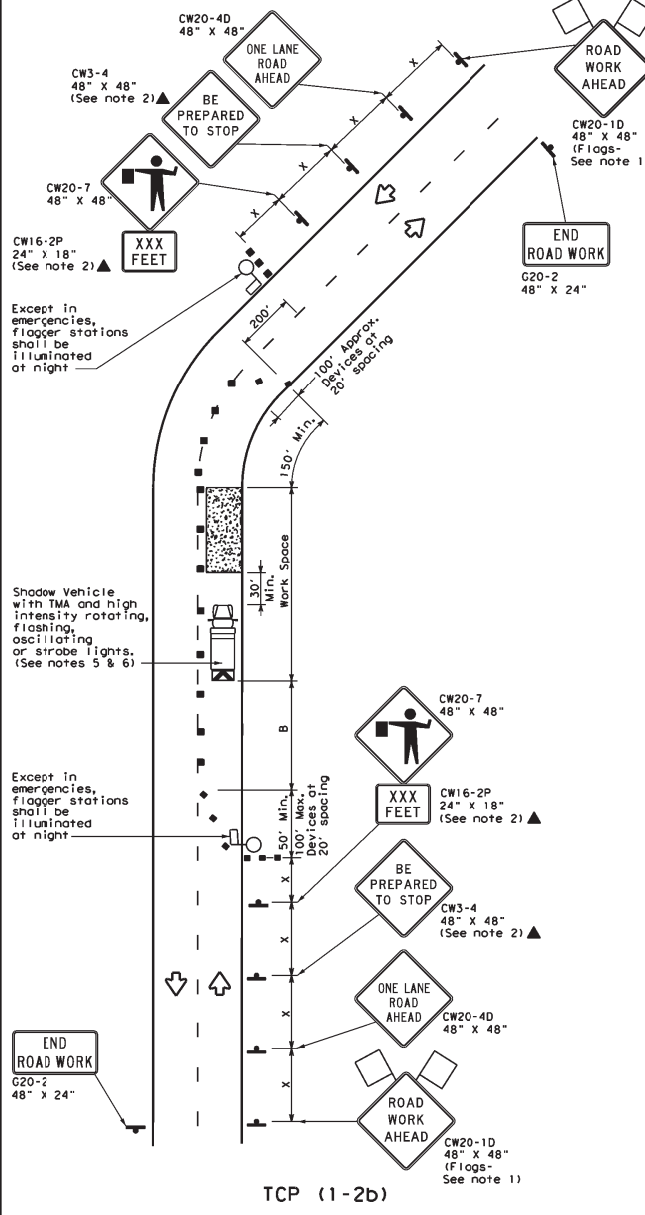 CW20-4D
48" X 48"
ONE LANE
ROAD
AHEAD
X
ROAD
WORK
AHEAD
CW3-4
48" X 48"
(See note 2)▲
BE
PREPARED
TO STOP
X
CW20-1D
48" X 48"
(Flags-
See note 1
CW20-7
48" X 48"
X
X
CW16-2P
24" X 18"
(See note 2)▲
XXX
FEET
END
ROAD WORK
G20-2
48" X 24"
Except in
emergencies,
flagger stations
shall be
illuminated
at night
200'
100' Approx.
Devices at
20' spacing
150' Min.
30'
Min.
Work Space
Shadow Vehicle
with TMA and high
intensity rotating,
flashing,
oscillating
or strobe lights.
(See notes 5 & 6)
B
CW20-7
48" X 48"
Except in
emergencies,
flagger stations
shall be
illuminated
at night
50' Min.
100' Max.
Devices at
20' spacing
XXX
FEET
CW16-2P
24" X 18"
(See note 2)▲
X
BE
PREPARED
TO STOP
CW3-4
48" X 48"
(See note 2)▲
X
X
ONE LANE
ROAD
AHEAD
CW20-4D
48" X 48"
END
ROAD WORK
G20-2
48" X 24"
X
ROAD
WORK
AHEAD
CW20-1D
48" X 48"
(Flags-
See note 1)
TCP (1-2b)